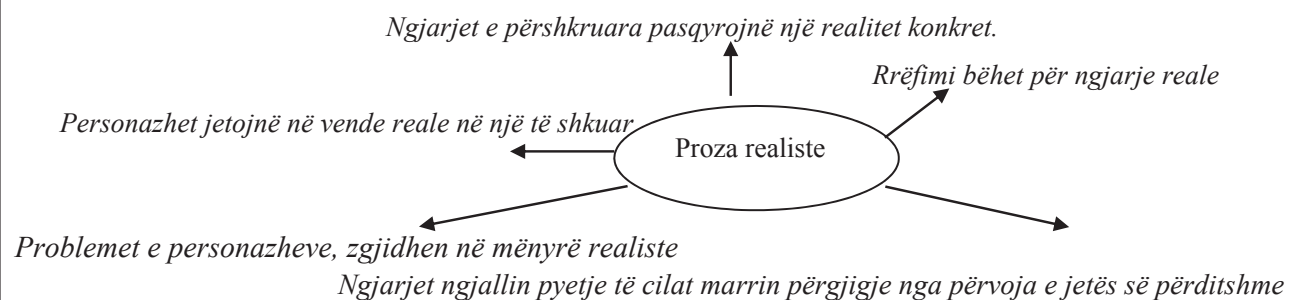 Ngjarjet e përshkruara pasqyrojnë një realitet konkret.
Rrëfimi bëhet për ngjarje reale
Personazhet jetojnë në vende reale në një të shkuar
Proza realiste
Problemet e personazheve, zgjidhen në mënyrë realiste
Ngjarjet ngjallin pyetje të cilat marrin përgjigje nga përvoja e jetës së përditshme